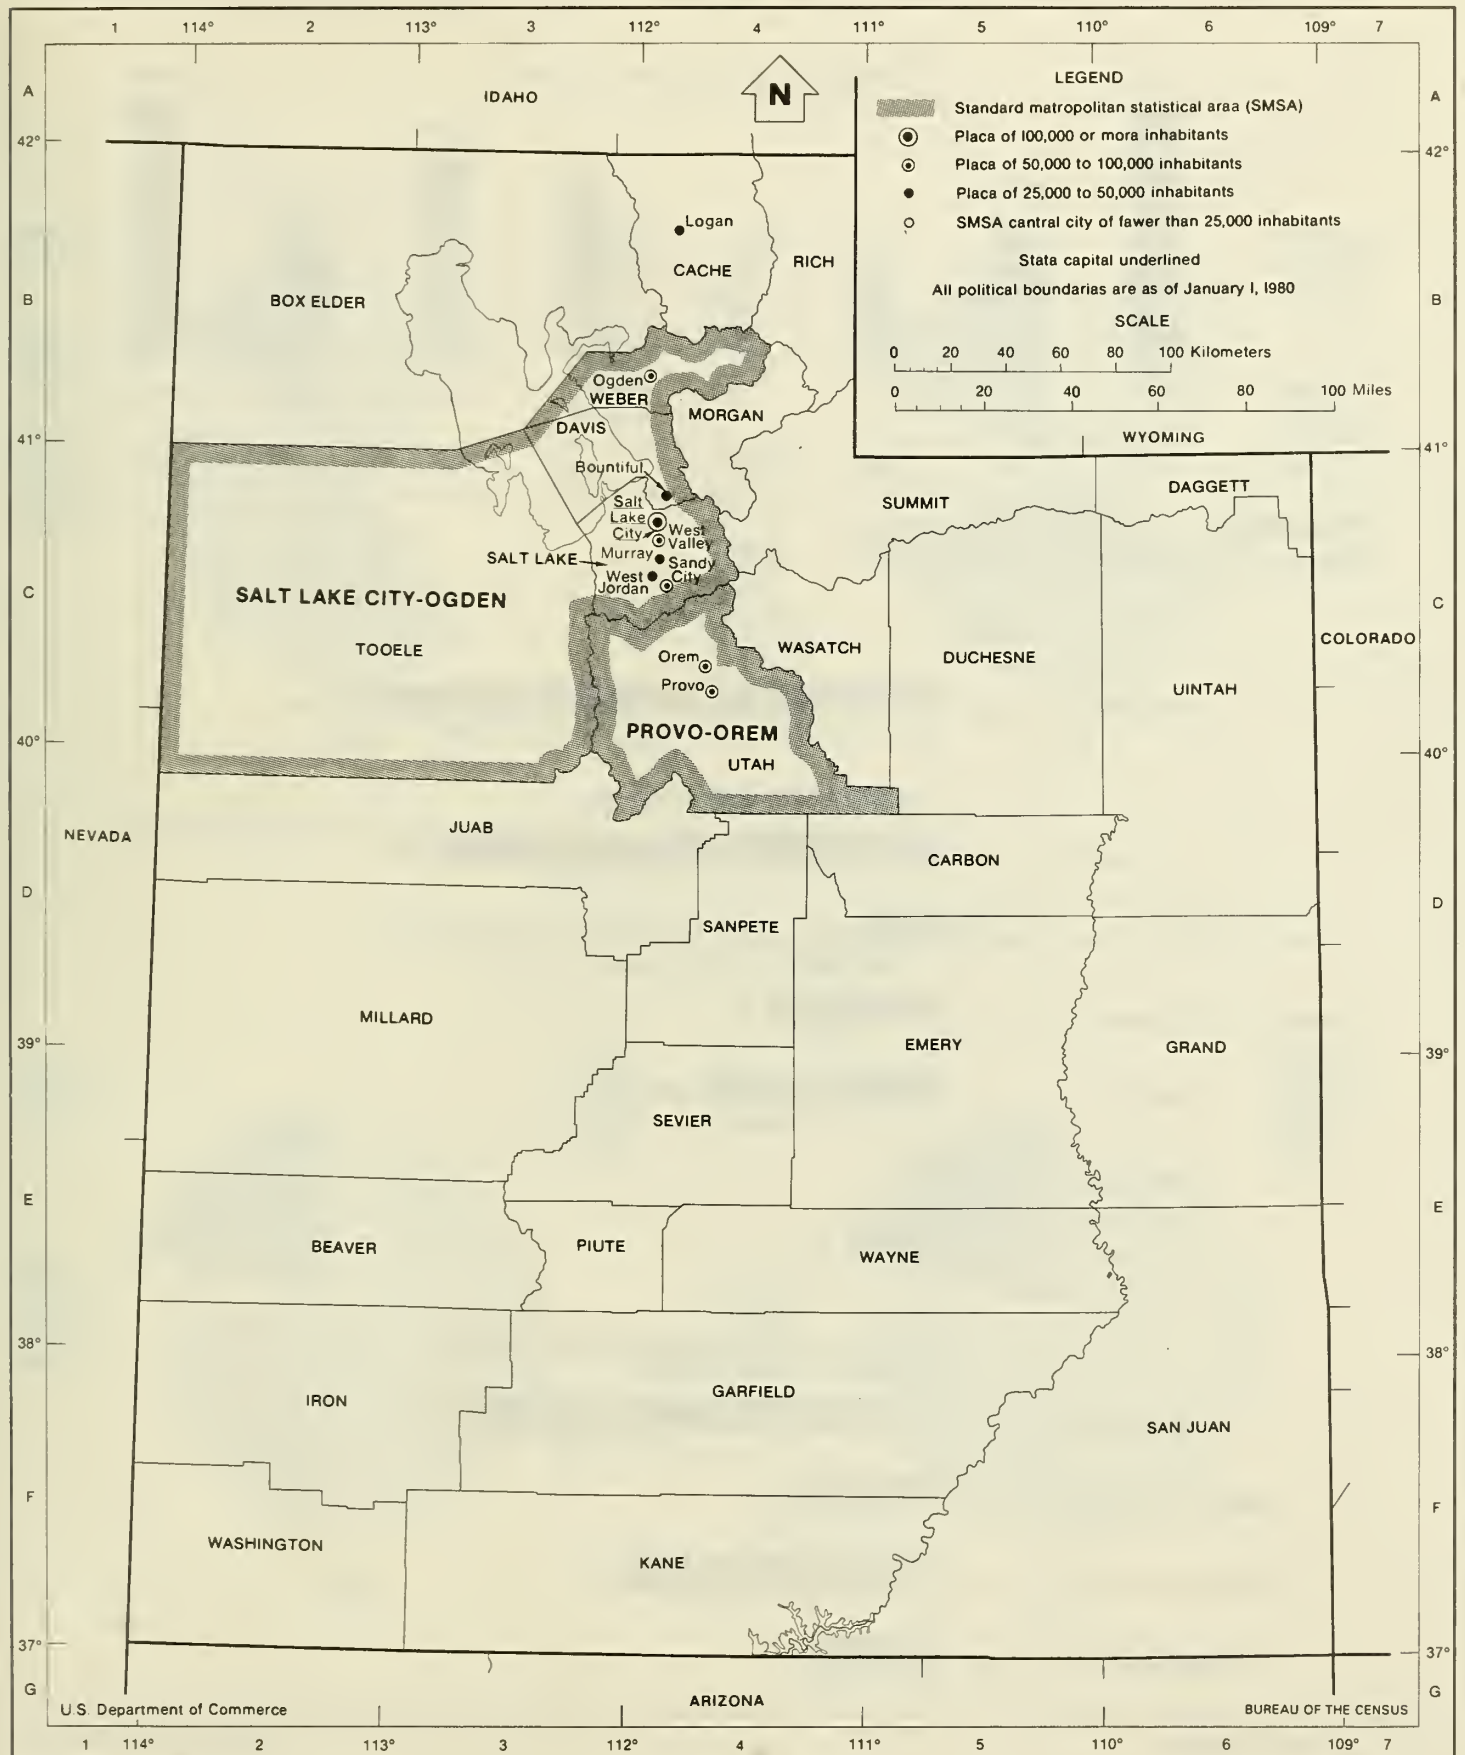 1 114° 2 113° 3 112° 4 111° 5 110° 6 109° 7
A
IDAHO
N
LEGEND
Standard matropolitan statistical araa (SMSA)
Placa of 100,000 or mora inhabitants
Placa of 50,000 to 100,000 inhabitants
Placa of 25,000 to 50,000 inhabitants
SMSA cantral city of fawer than 25,000 inhabitants
Stata capital underlined
All political boundarias are as of January 1, 1980
SCALE
0 20 40 60 80 100 Kilometers
0 20 40 60 80 100 Miles
A
42°
42°
Logan
CACHE
RICH
B
BOX ELDER
B
Ogden
WEBER
MORGAN
DAVIS
WYOMING
41°
41°
Bountiful
SUMMIT
DAGGETT
Salt
Lake
City
West
Valley
SALT LAKE
Murray
Sandy
City
West
Jordan
C
SALT LAKE CITY-OGDEN
C
TOOELE
WASATCH
DUCHESNE
COLORADO
Orem
Provo
UINTAH
PROVO-OREM
UTAH
40°
40°
NEVADA
JUAB
CARBON
D
D
SANPETE
MILLARD
EMERY
GRAND
39°
39°
SEVIER
E
E
BEAVER
PIUTE
WAYNE
38°
38°
IRON
GARFIELD
SAN JUAN
F
F
WASHINGTON
KANE
37°
37°
G
G
ARIZONA
U.S. Department of Commerce
BUREAU OF THE CENSUS
1 114° 2 113° 3 112° 4 111° 5 110° 6 109° 7